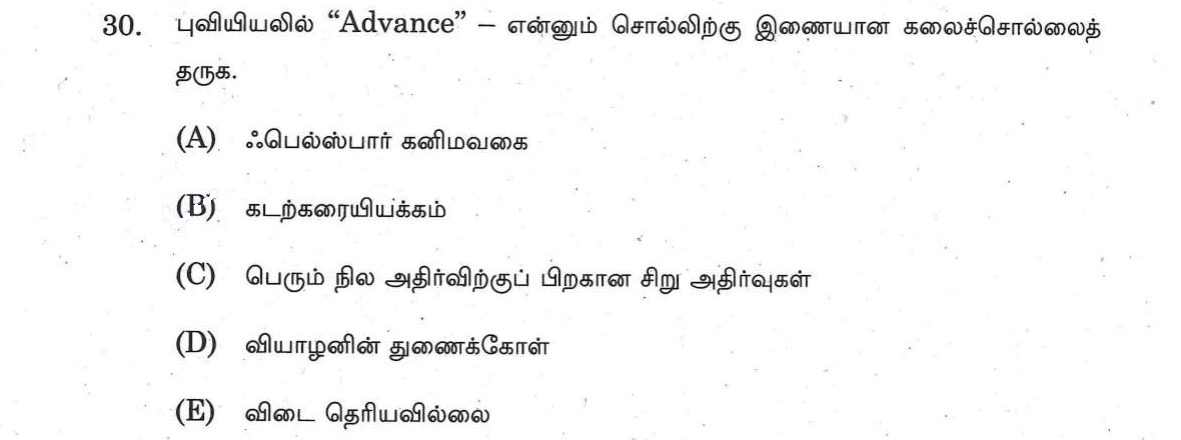 30. புவியியலில் “Advance” – என்னும் சொல்லிற்கு இணையான கலைச்சொல்லைத்
தருக.
(A) ஃபெல்ஸ்பார் கனிமவகை
(B) கடற்கரையியக்கம்
(C) பெரும் நில அதிர்விற்குப் பிறகான சிறு அதிர்வுகள்
(D) வியாழனின் துணைக்கோள்
(E) விடை தெரியவில்லை